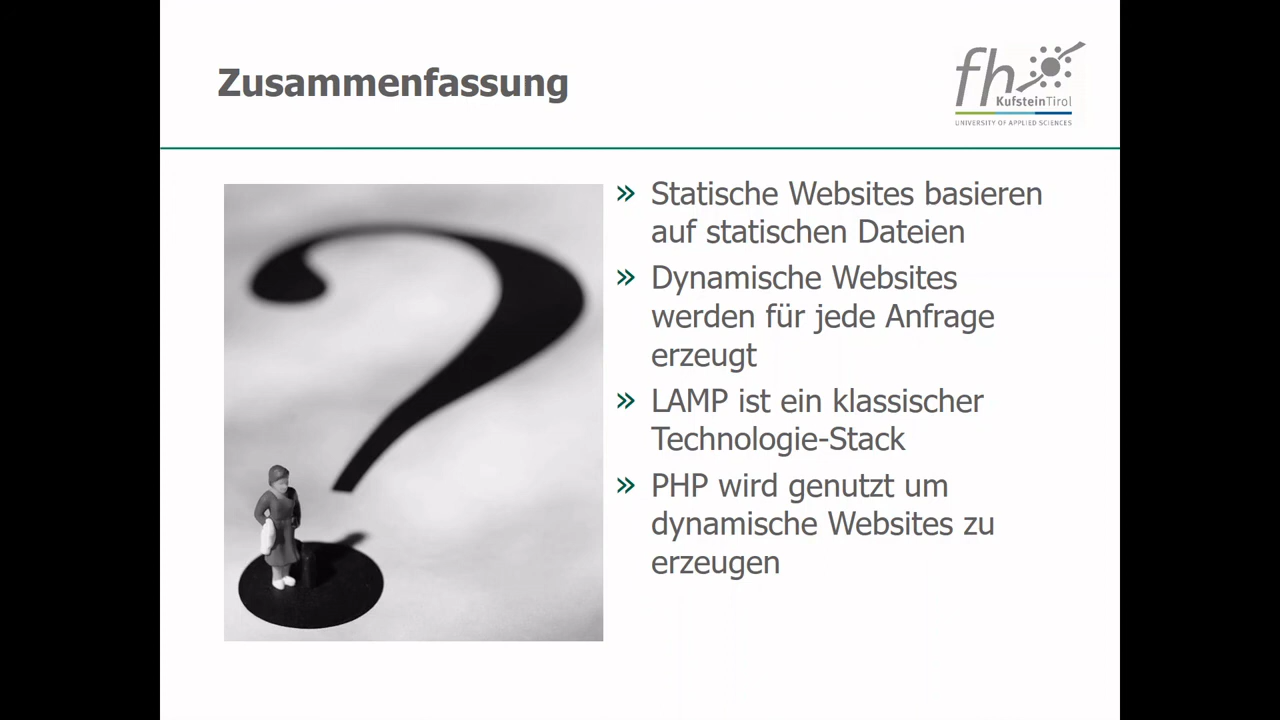 Zusammenfassung
fh
KufsteinTirol
UNIVERSITY OF APPLIED SCIENCES
» Statische Websites basieren
auf statischen Dateien
» Dynamische Websites
werden für jede Anfrage
erzeugt
» LAMP ist ein klassischer
Technologie-Stack
» PHP wird genutzt um
dynamische Websites zu
erzeugen